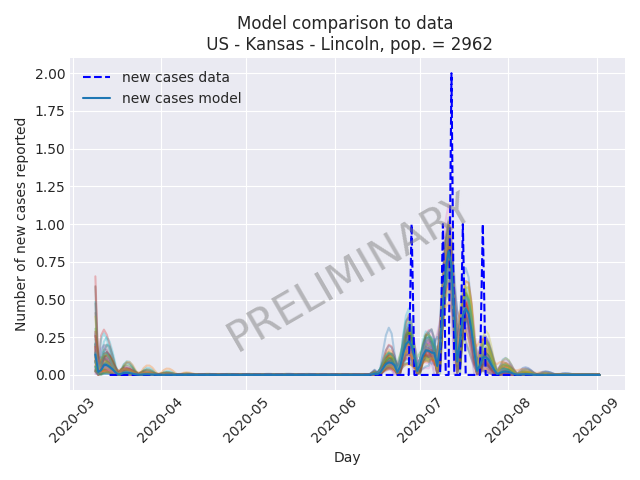 Model comparison to data
US - Kansas - Lincoln, pop. = 2962
new cases data
new cases model
2.00
1.75
1.50
1.25
1.00
0.75
0.50
0.25
0.00
Number of new cases reported
PRELIMINARY
2020-03
2020-04
2020-05
2020-06
2020-07
2020-08
2020-09
Day